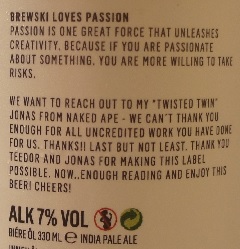 BREWSKI LOVES PASSION
PASSION IS ONE GREAT FORCE THAT UNLEASHES
CREATIVITY, BECAUSE IF YOU ARE PASSIONATE
ABOUT SOMETHING, YOU ARE MORE WILLING TO TAKE
RISKS.
WE WANT TO REACH OUT TO MY "TWISTED TWIN"
JONAS FROM NAKED APE - WE CAN'T THANK YOU
ENOUGH FOR ALL UNCREDITED WORK YOU HAVE DONE
FOR US. THANKS!! LAST BUT NOT LEAST. THANK YOU
TEEDOR AND JONAS FOR MAKING THIS LABEL
POSSIBLE. NOW..ENOUGH READING AND ENJOY THIS
BEER! CHEERS!
ALK 7% VOL
BIÈRE ÖL 330 ML e INDIA PALE ALE